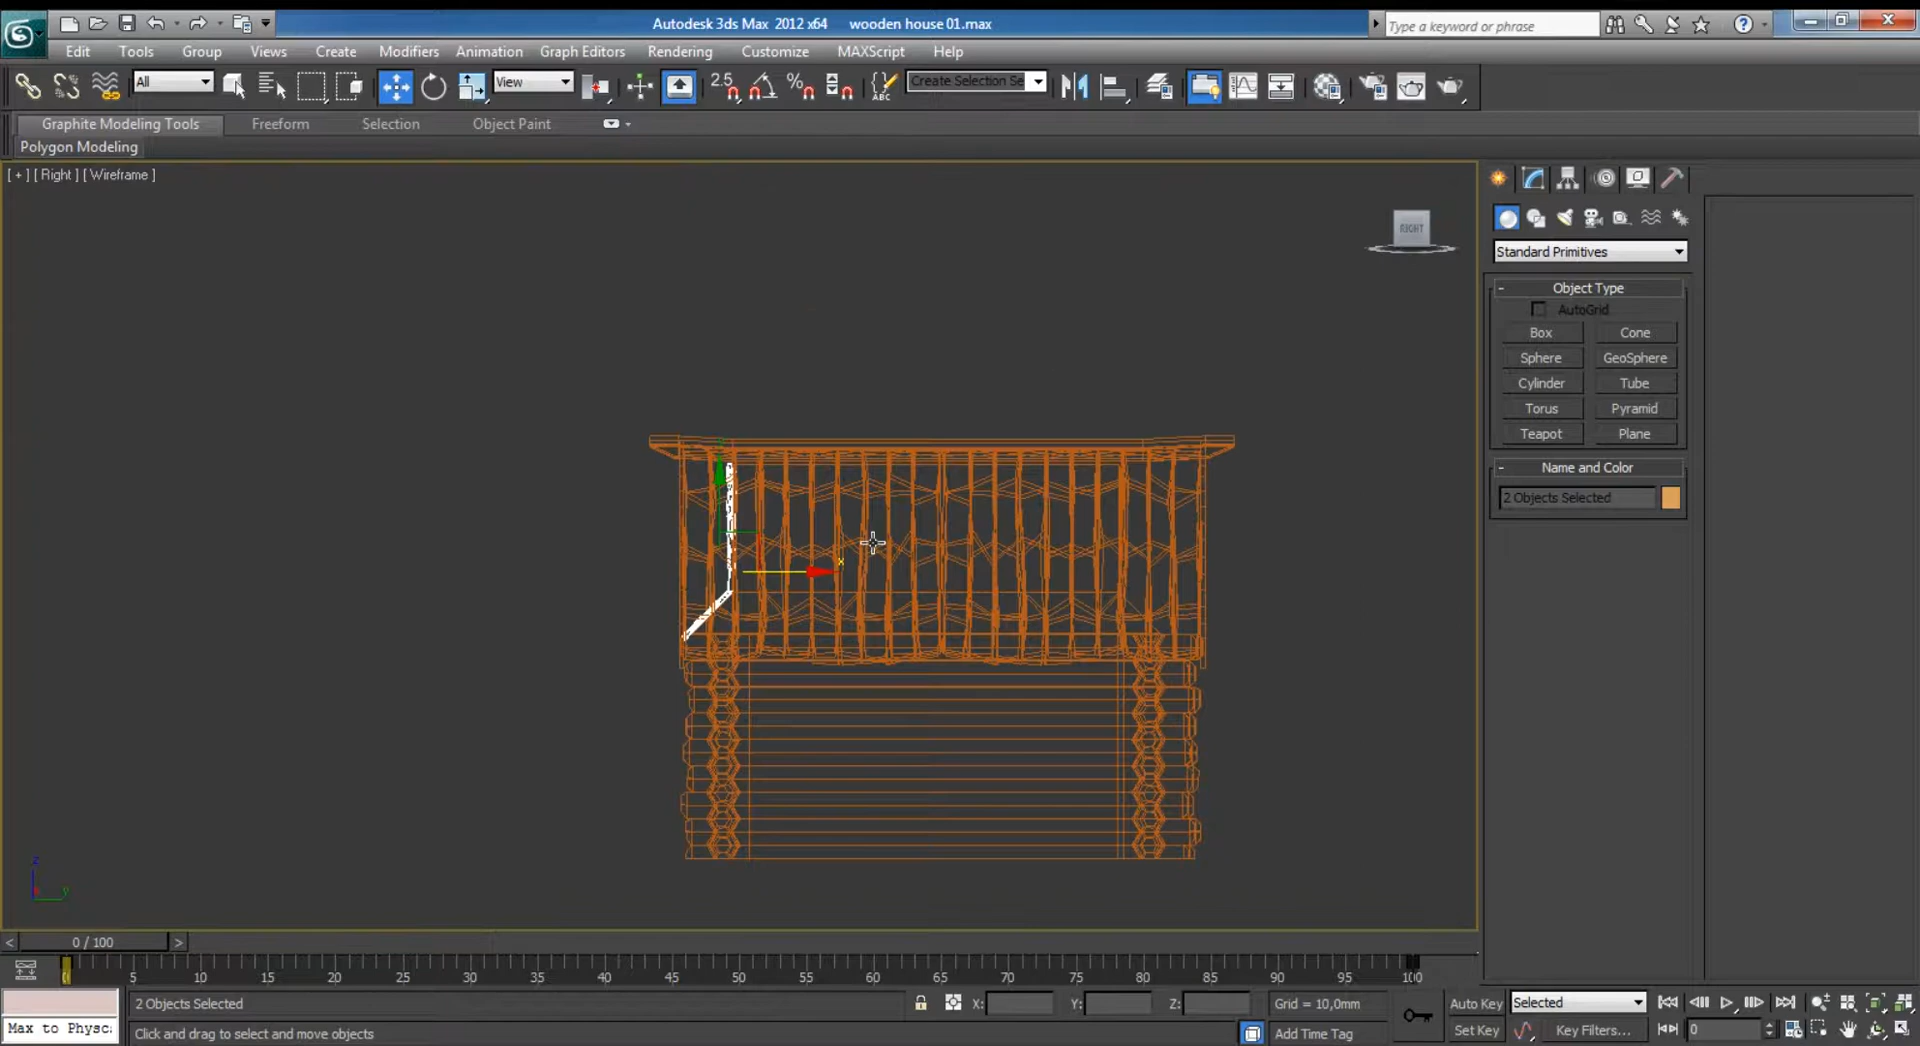 Autodesk 3ds Max 2012 x64 wooden house 01.max
Type a keyword or phrase
Edit Tools Group Views Create Modifiers Animation Graph Editors Rendering Customize MAXScript Help
All View 2.5 ABC Create Selection Se
Graphite Modeling Tools Freeform Selection Object Paint
Polygon Modeling
[ + ] [ Right ] [ Wireframe ]
RIGHT
Standard Primitives
- Object Type
AutoGrid
Box Cone
Sphere GeoSphere
Cylinder Tube
Torus Pyramid
Teapot Plane
- Name and Color
2 Objects Selected
x
z
y
< 0 / 100 >
0 5 10 15 20 25 30 35 40 45 50 55 60 65 70 75 80 85 90 95 100
2 Objects Selected X: Y: Z: Grid = 10,0mm Auto Key Selected
Max to Physc: Click and drag to select and move objects Add Time Tag Set Key Key Filters... 0